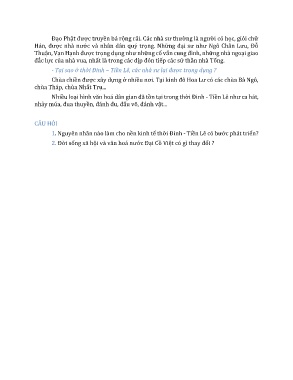 Đạo Phật được truyền bá rộng rãi. Các nhà sư thường là người có học, giỏi chữ
Hán, được nhà nước và nhân dân quý trọng. Những đại sư như Ngô Chân Lưu, Đỗ
Thuận, Vạn Hạnh được trọng dụng như những cố vấn cung đình, những nhà ngoại giao
đắc lực của nhà vua, nhất là trong các dịp đón tiếp các sứ thần nhà Tống.
- Tại sao ở thời Đinh – Tiền Lê, các nhà sư lại được trọng dụng ?
Chùa chiền được xây dựng ở nhiều nơi. Tại kinh đô Hoa Lư có các chùa Bà Ngô,
chùa Tháp, chùa Nhất Trụ...
Nhiều loại hình văn hoá dân gian đã tồn tại trong thời Đinh - Tiền Lê như ca hát,
nhảy múa, đua thuyền, đánh đu, đấu võ, đánh vật...
CÂU HỎI
1. Nguyên nhân nào làm cho nền kinh tế thời Đinh - Tiền Lê có bước phát triển?
2. Đời sống xã hội và văn hoá nước Đại Cồ Việt có gì thay đổi ?